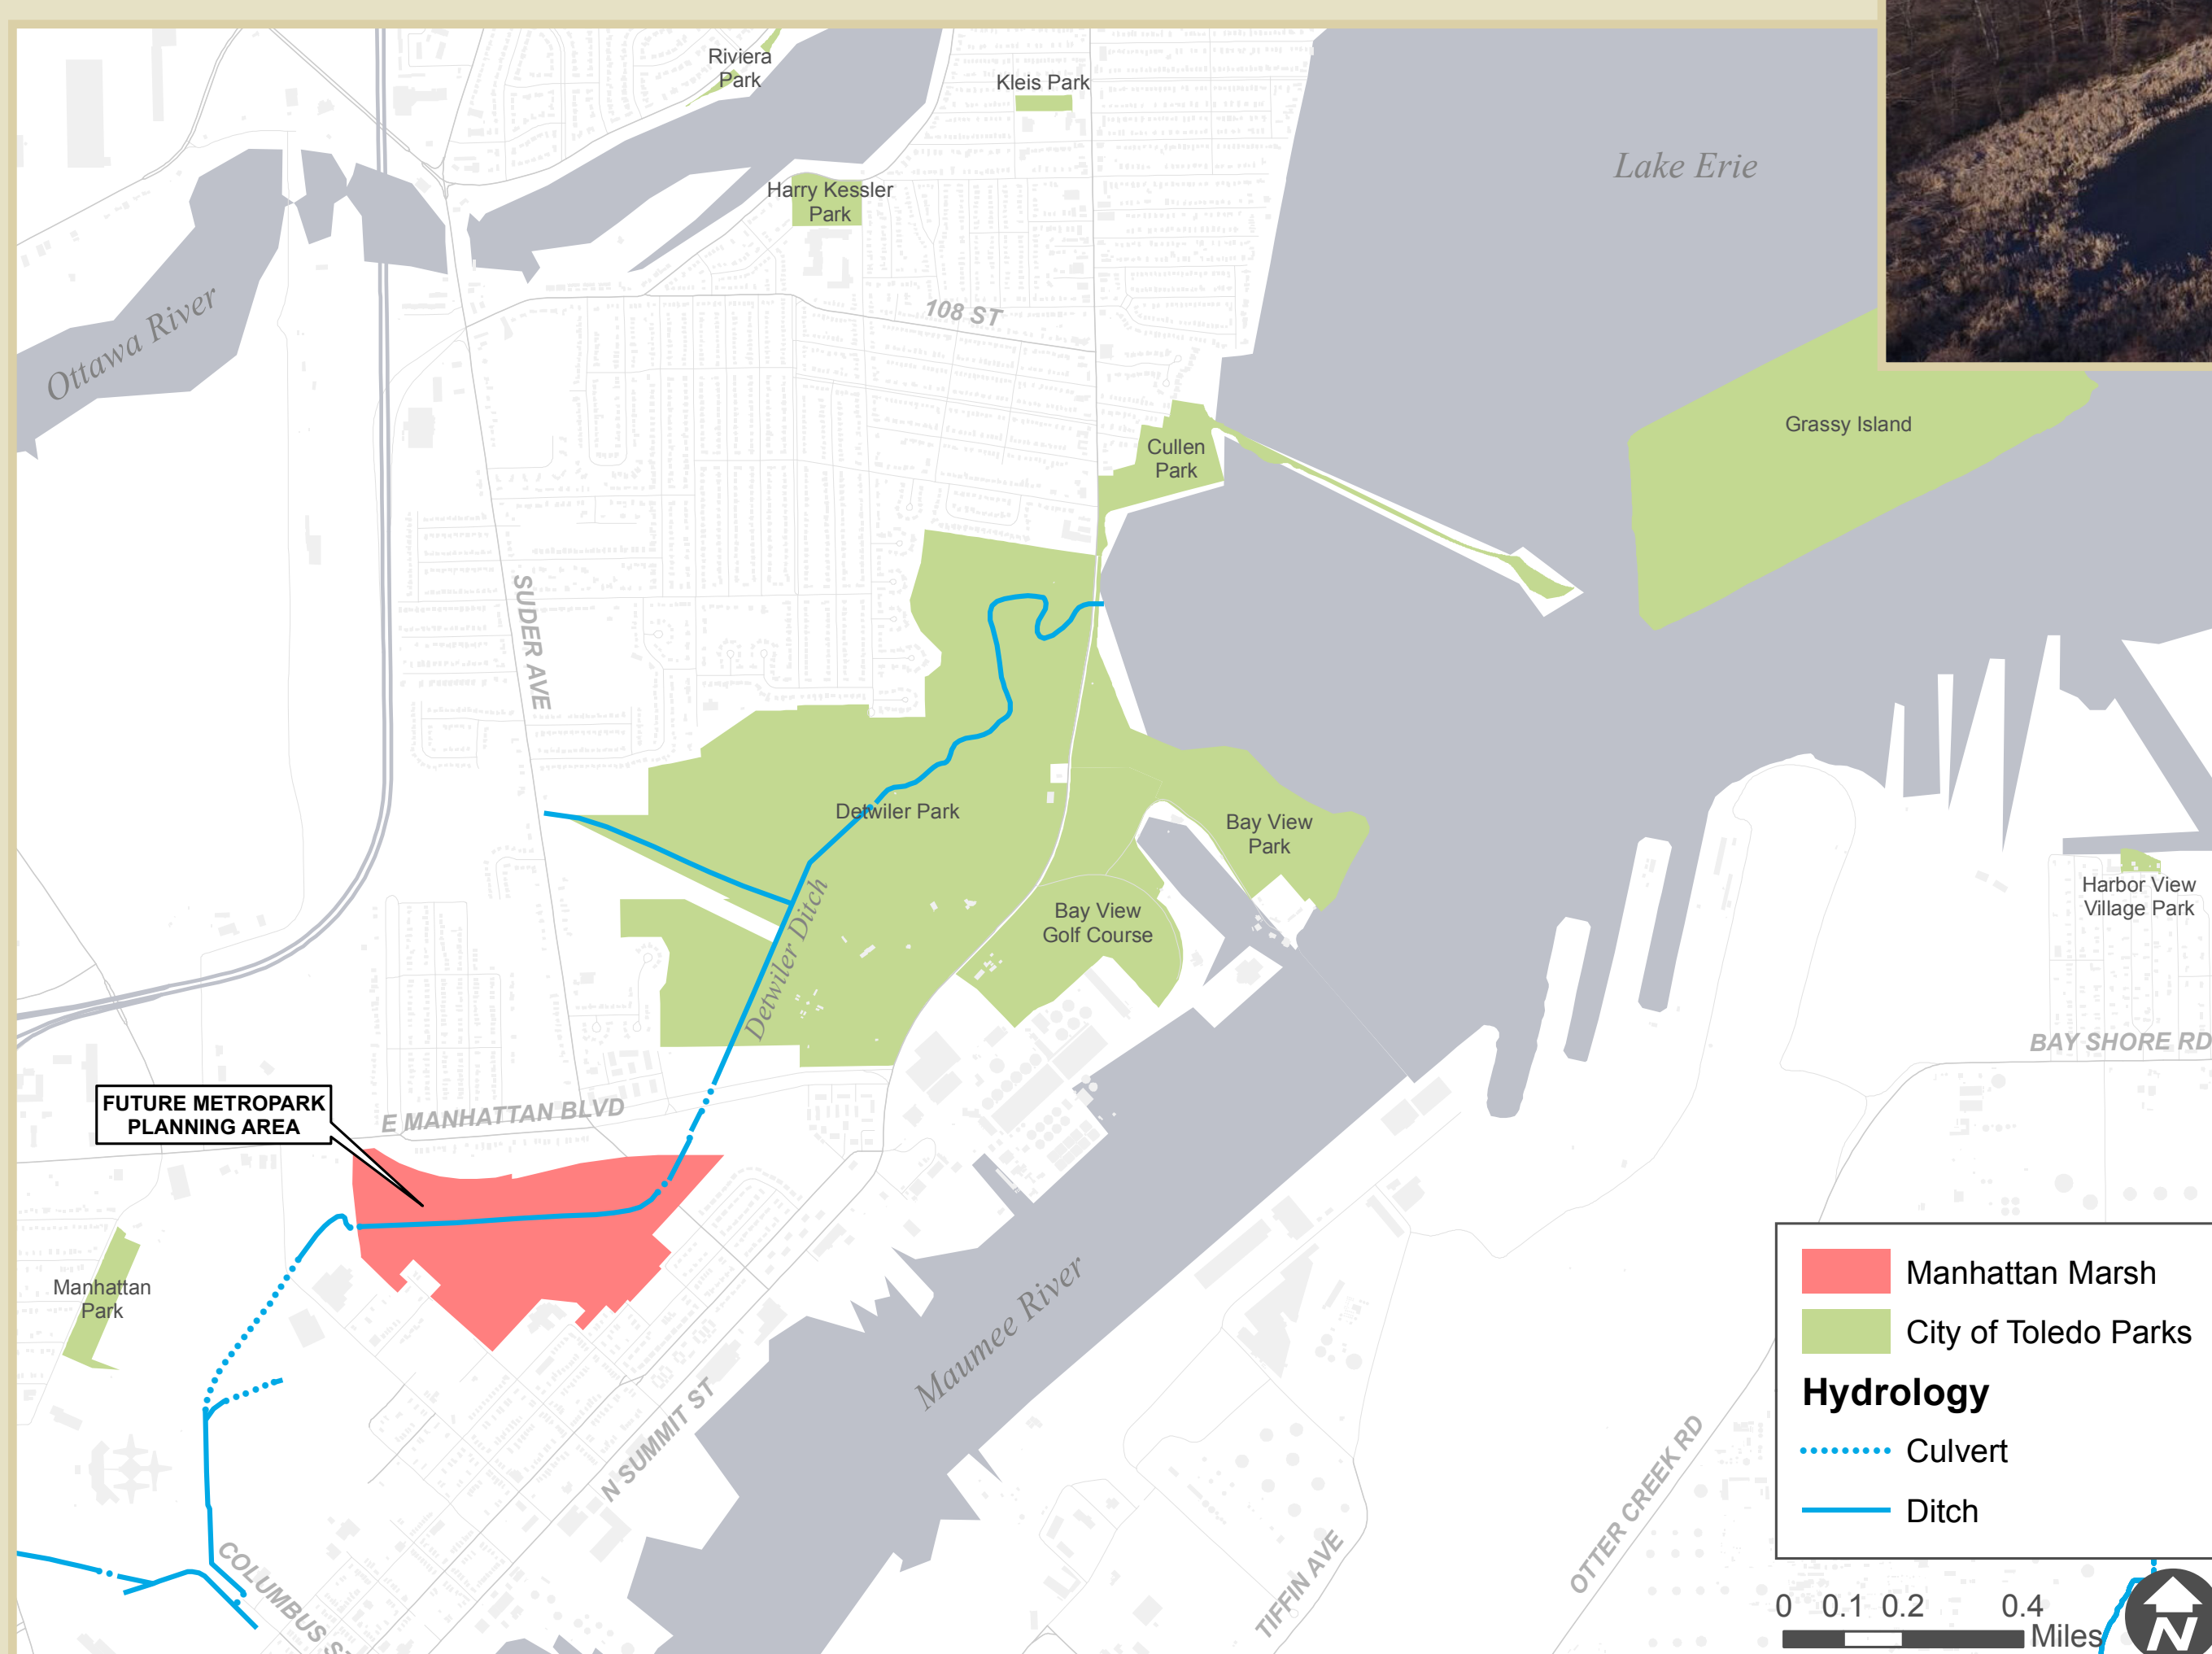 Riviera
Park
Kleis Park
Lake Erie
Harry Kessler
Park
Ottawa River
108 ST
Grassy Island
Cullen
Park
SUDER AVE
Detwiler Park
Bay View
Park
Harbor View
Village Park
Bay View
Golf Course
Detwiler Ditch
BAY SHORE RD
FUTURE METROPARK
PLANNING AREA
E MANHATTAN BLVD
Manhattan
Park
Maumee River
N SUMMIT ST
COLUMBUS S
TIFFIN AVE
OTTER CREEK RD
Manhattan Marsh
City of Toledo Parks
Hydrology
Culvert
Ditch
0 0.1 0.2 0.4
Miles
N